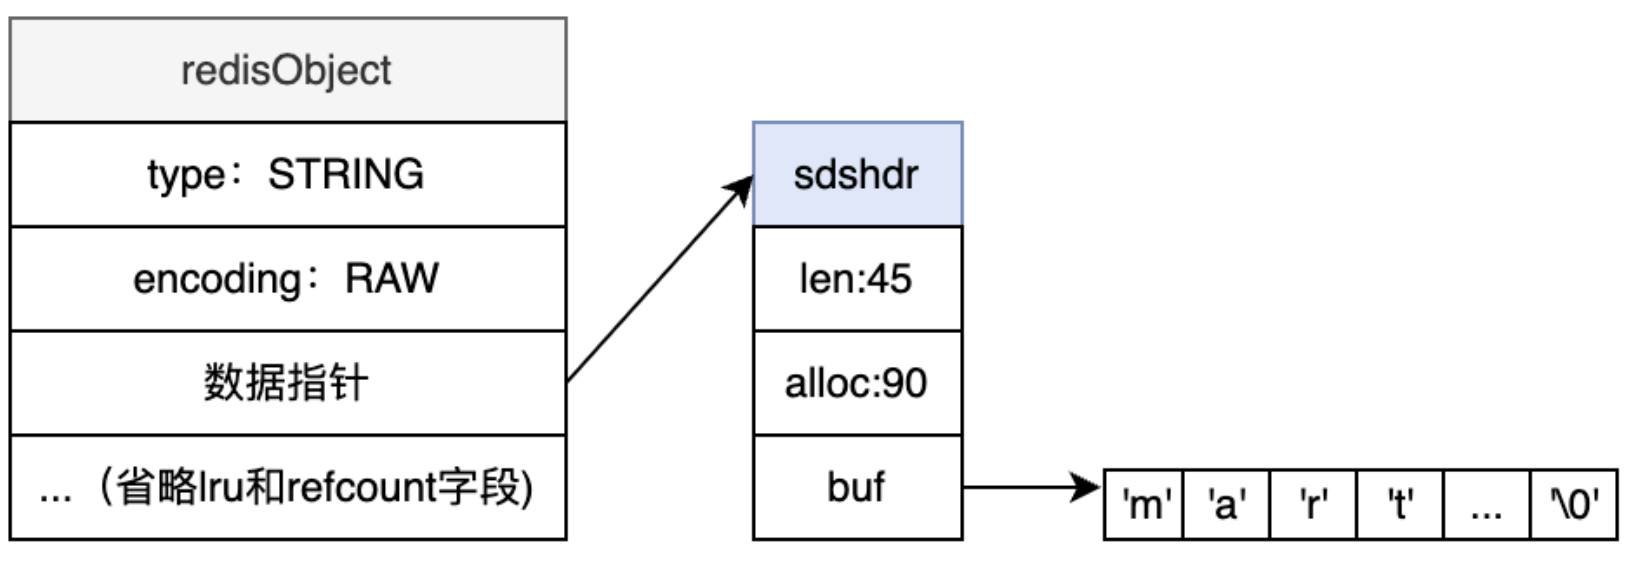 redisObject
type：STRING
encoding：RAW
数据指针
...（省略lru和refcount字段)
sdshdr
len:45
alloc:90
buf
'm' 'a' 'r' 't' ... '\0'